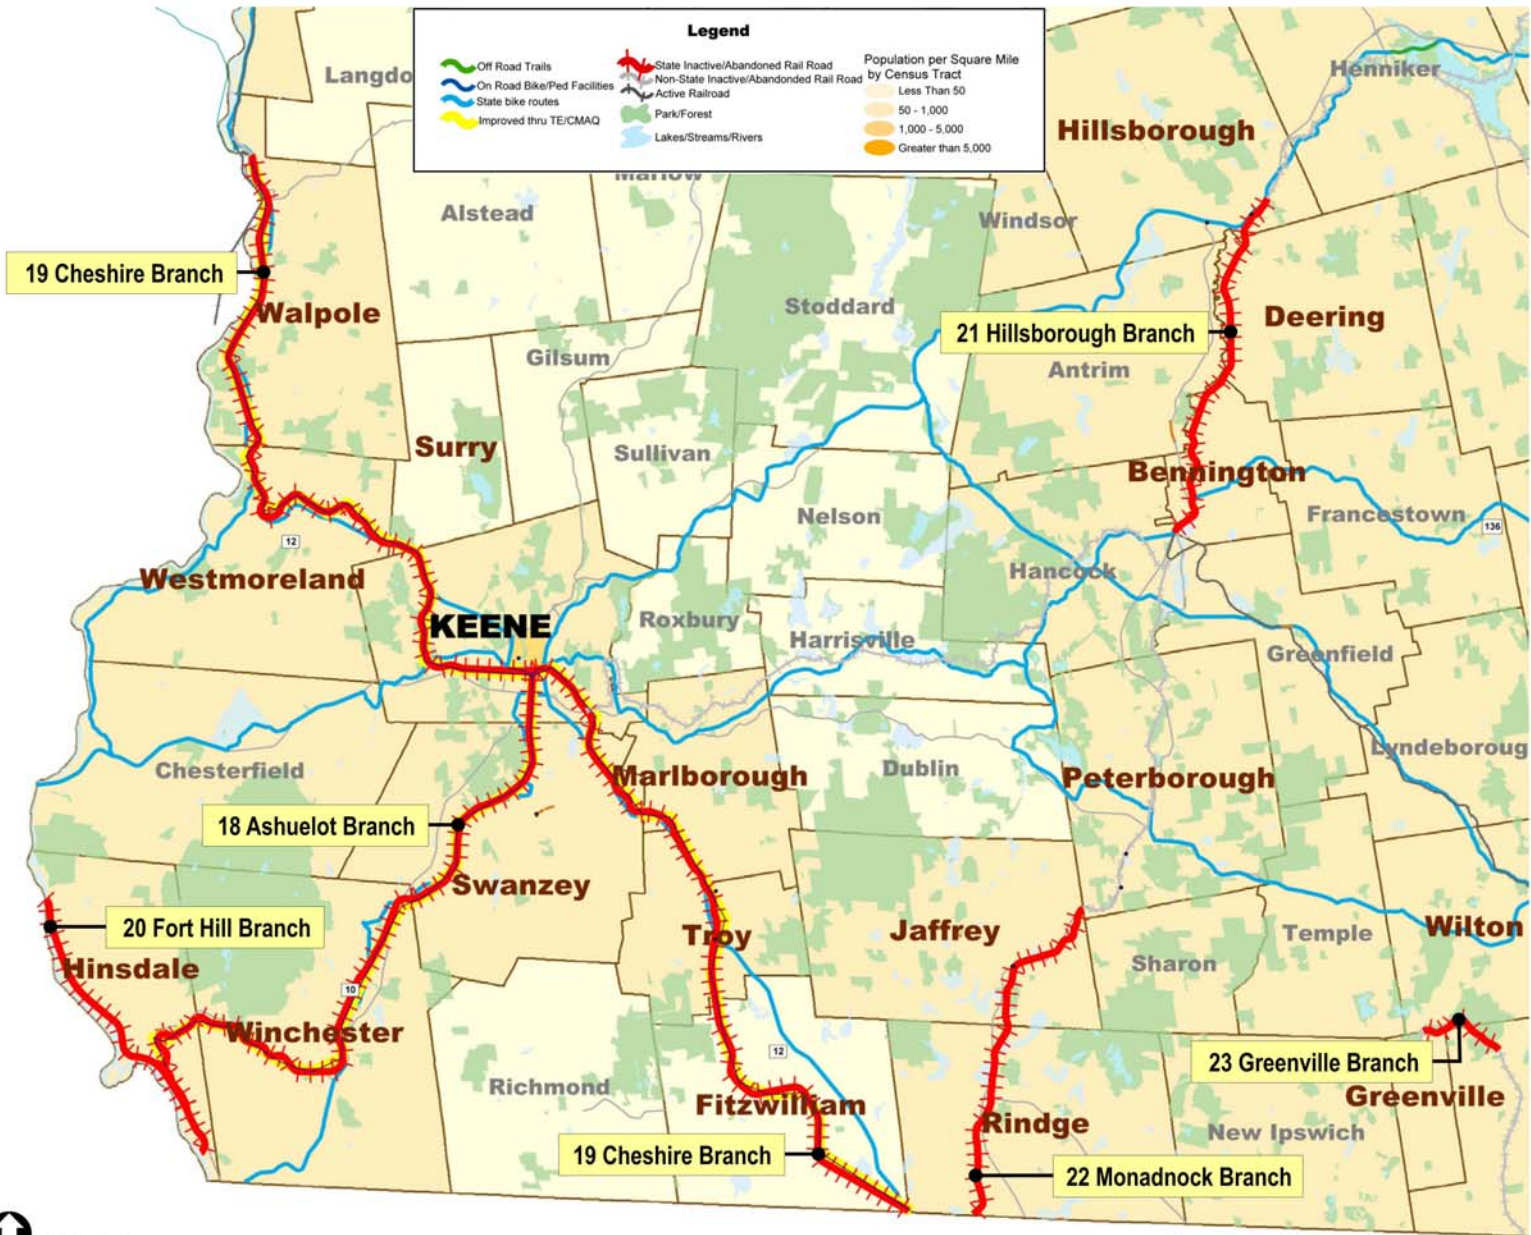 Legend
Off Road Trails
On Road Bike/Ped Facilities
State bike routes
Improved thru TE/CMAQ
State Inactive/Abandoned Rail Road
Non-State Inactive/Abandonded Rail Road
Active Railroad
Park/Forest
Lakes/Streams/Rivers
Population per Square Mile
by Census Tract
Less Than 50
50 - 1,000
1,000 - 5,000
Greater than 5,000
Langdo
Henniker
Hillsborough
Marlow
Alstead
Windsor
19 Cheshire Branch
Walpole
Stoddard
Deering
21 Hillsborough Branch
Gilsum
Antrim
Surry
Sullivan
Bennington
Nelson
Francestown
136
12
Hancock
Westmoreland
KEENE
Roxbury
Harrisville
Greenfield
Lyndeboroug
Chesterfield
Marlborough
Dublin
Peterborough
18 Ashuelot Branch
Swanzey
20 Fort Hill Branch
Troy
Jaffrey
Temple
Wilton
Hinsdale
Sharon
10
Winchester
12
23 Greenville Branch
Richmond
Fitzwilliam
Greenville
Rindge
New Ipswich
19 Cheshire Branch
22 Monadnock Branch